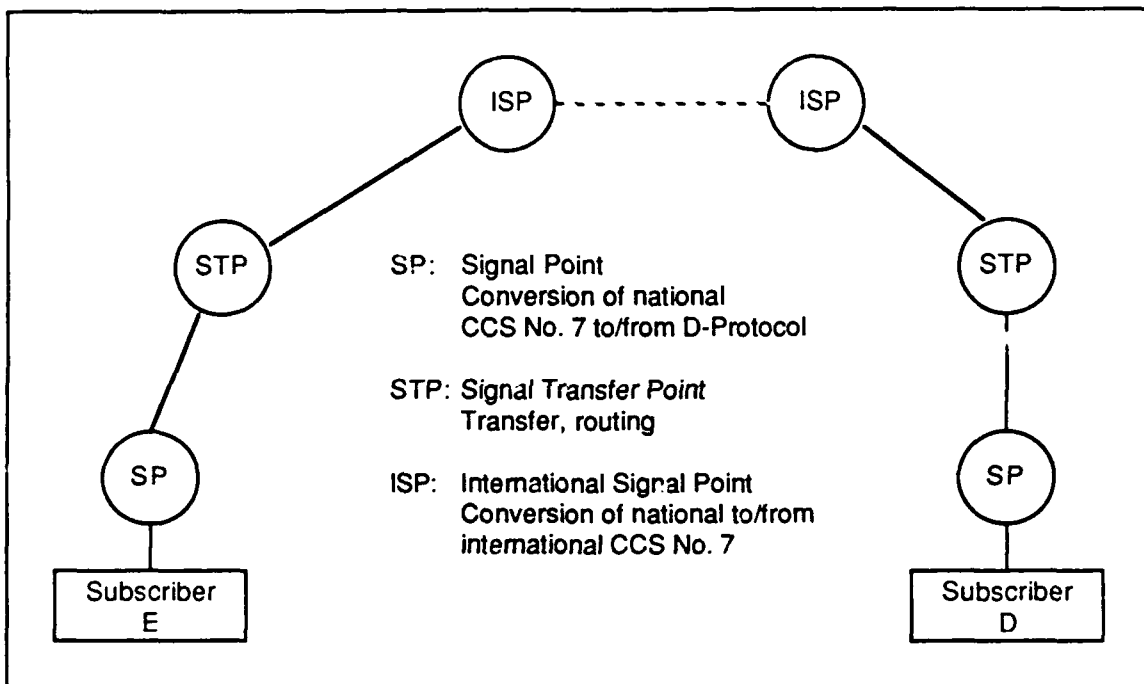 ISP
ISP
STP
STP
SP: Signal Point
Conversion of national
CCS No. 7 to/from D-Protocol
STP: Signal Transfer Point
Transfer, routing
SP
SP
ISP: International Signal Point
Conversion of national to/from
international CCS No. 7
Subscriber
E
Subscriber
D